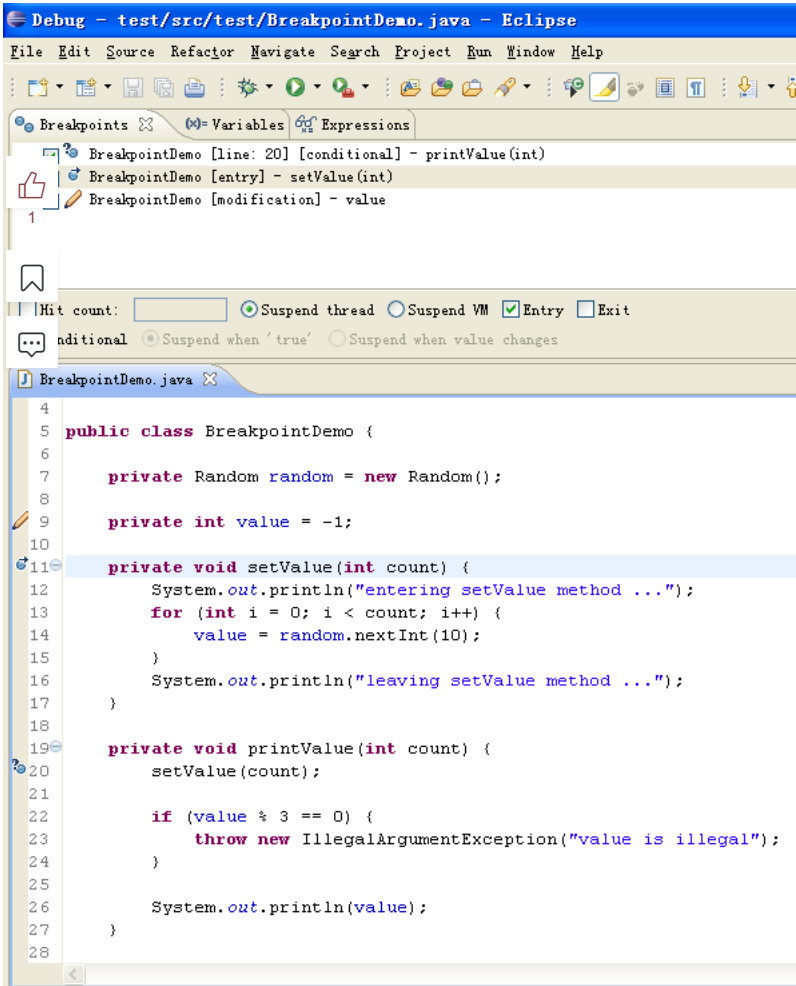 Debug - test/src/test/BreakpointDemo.java - Eclipse
File Edit Source Refactor Navigate Search Project Run Window Help
Breakpoints (x)= Variables Expressions
BreakpointDemo [line: 20] [conditional] - printValue(int)
BreakpointDemo [entry] - setValue(int)
BreakpointDemo [modification] - value
1
Hit count: Suspend thread Suspend VM Entry Exit
nditional Suspend when 'true' Suspend when value changes
BreakpointDemo.java
4
5 public class BreakpointDemo {
6
7 private Random random = new Random();
8
9 private int value = -1;
10
11 private void setValue(int count) {
12 System.out.println("entering setValue method ...");
13 for (int i = 0; i < count; i++) {
14 value = random.nextInt(10);
15 }
16 System.out.println("leaving setValue method ...");
17 }
18
19 private void printValue(int count) {
20 setValue(count);
21
22 if (value % 3 == 0) {
23 throw new IllegalArgumentException("value is illegal");
24 }
25
26 System.out.println(value);
27 }
28